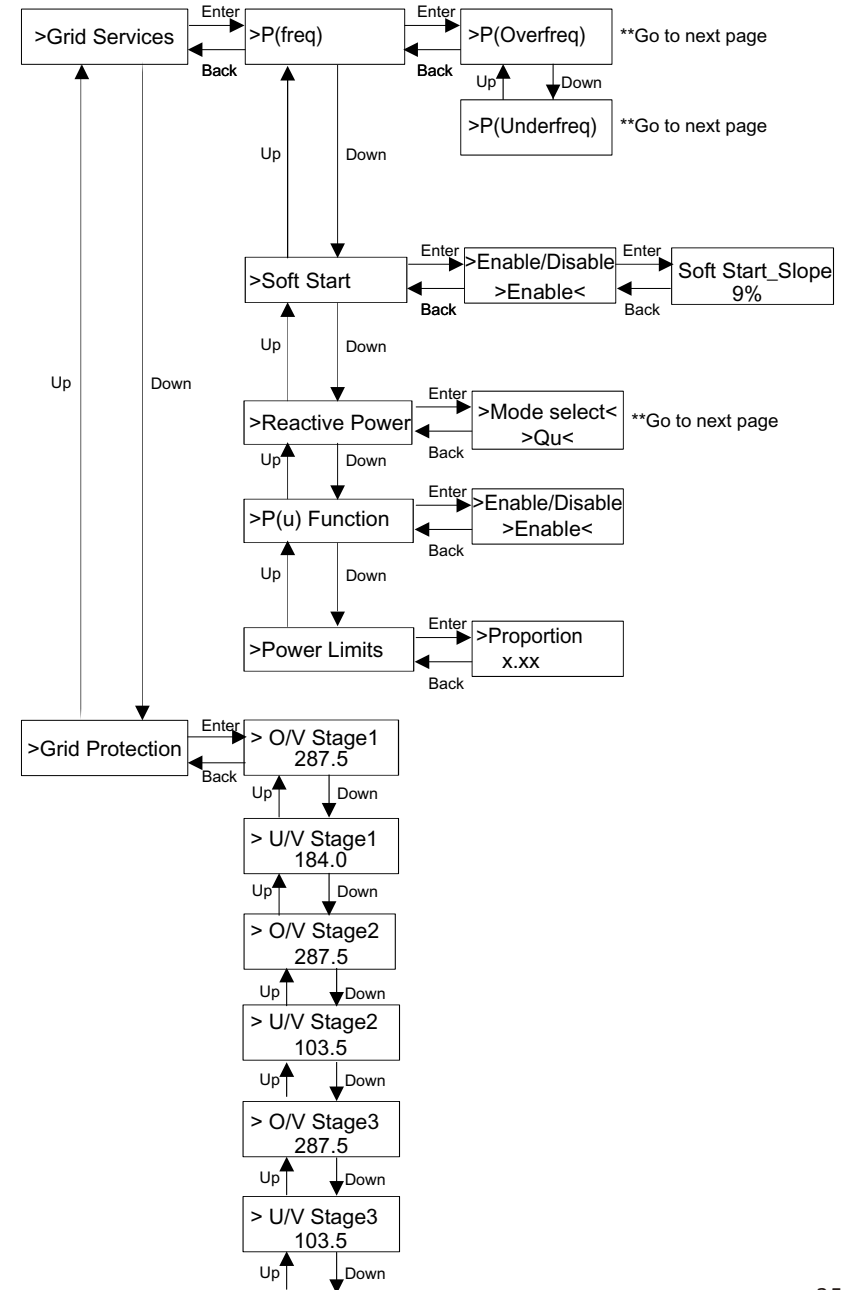 >Grid Services
Enter
Back
>P(freq)
Enter
Back
>P(Overfreq)
**Go to next page
Up
Down
>P(Underfreq)
**Go to next page
Up
Down
>Soft Start
Enter
Back
>Enable/Disable
>Enable<
Enter
Back
Soft Start_Slope
9%
Up
Down
Up
Down
>Reactive Power
Enter
Back
>Mode select<
>Qu<
**Go to next page
Up
Down
>P(u) Function
Enter
Back
>Enable/Disable
>Enable<
Up
Down
>Power Limits
Enter
Back
>Proportion
x.xx
>Grid Protection
Enter
Back
> O/V Stage1
287.5
Up
Down
> U/V Stage1
184.0
Up
Down
> O/V Stage2
287.5
Up
Down
> U/V Stage2
103.5
Up
Down
> O/V Stage3
287.5
Up
Down
> U/V Stage3
103.5
Up
Down